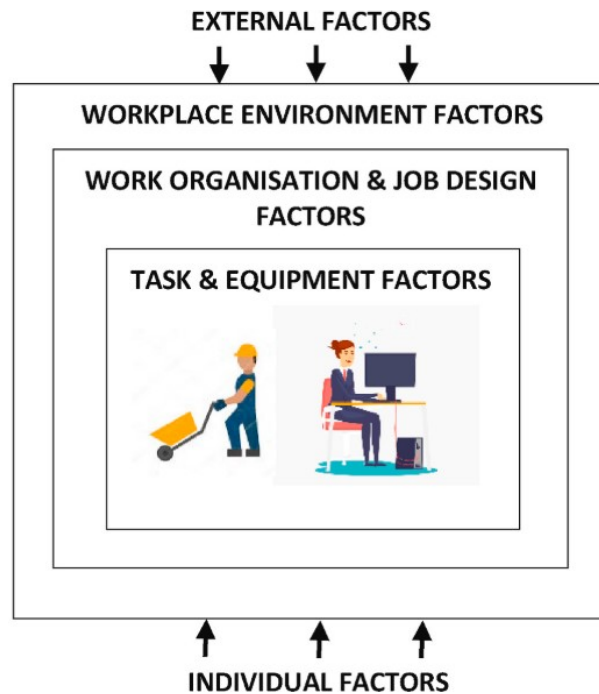 EXTERNAL FACTORS
WORKPLACE ENVIRONMENT FACTORS
WORK ORGANISATION & JOB DESIGN
FACTORS
TASK & EQUIPMENT FACTORS
INDIVIDUAL FACTORS